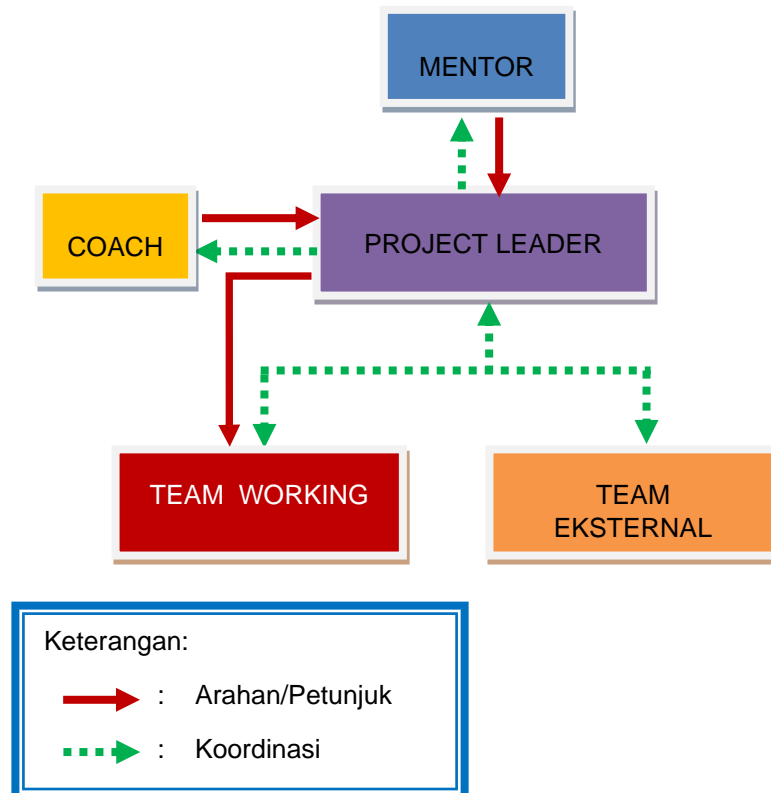 MENTOR
COACH
PROJECT LEADER
TEAM WORKING
TEAM
EKSTERNAL
Keterangan:
: Arahan/Petunjuk
: Koordinasi